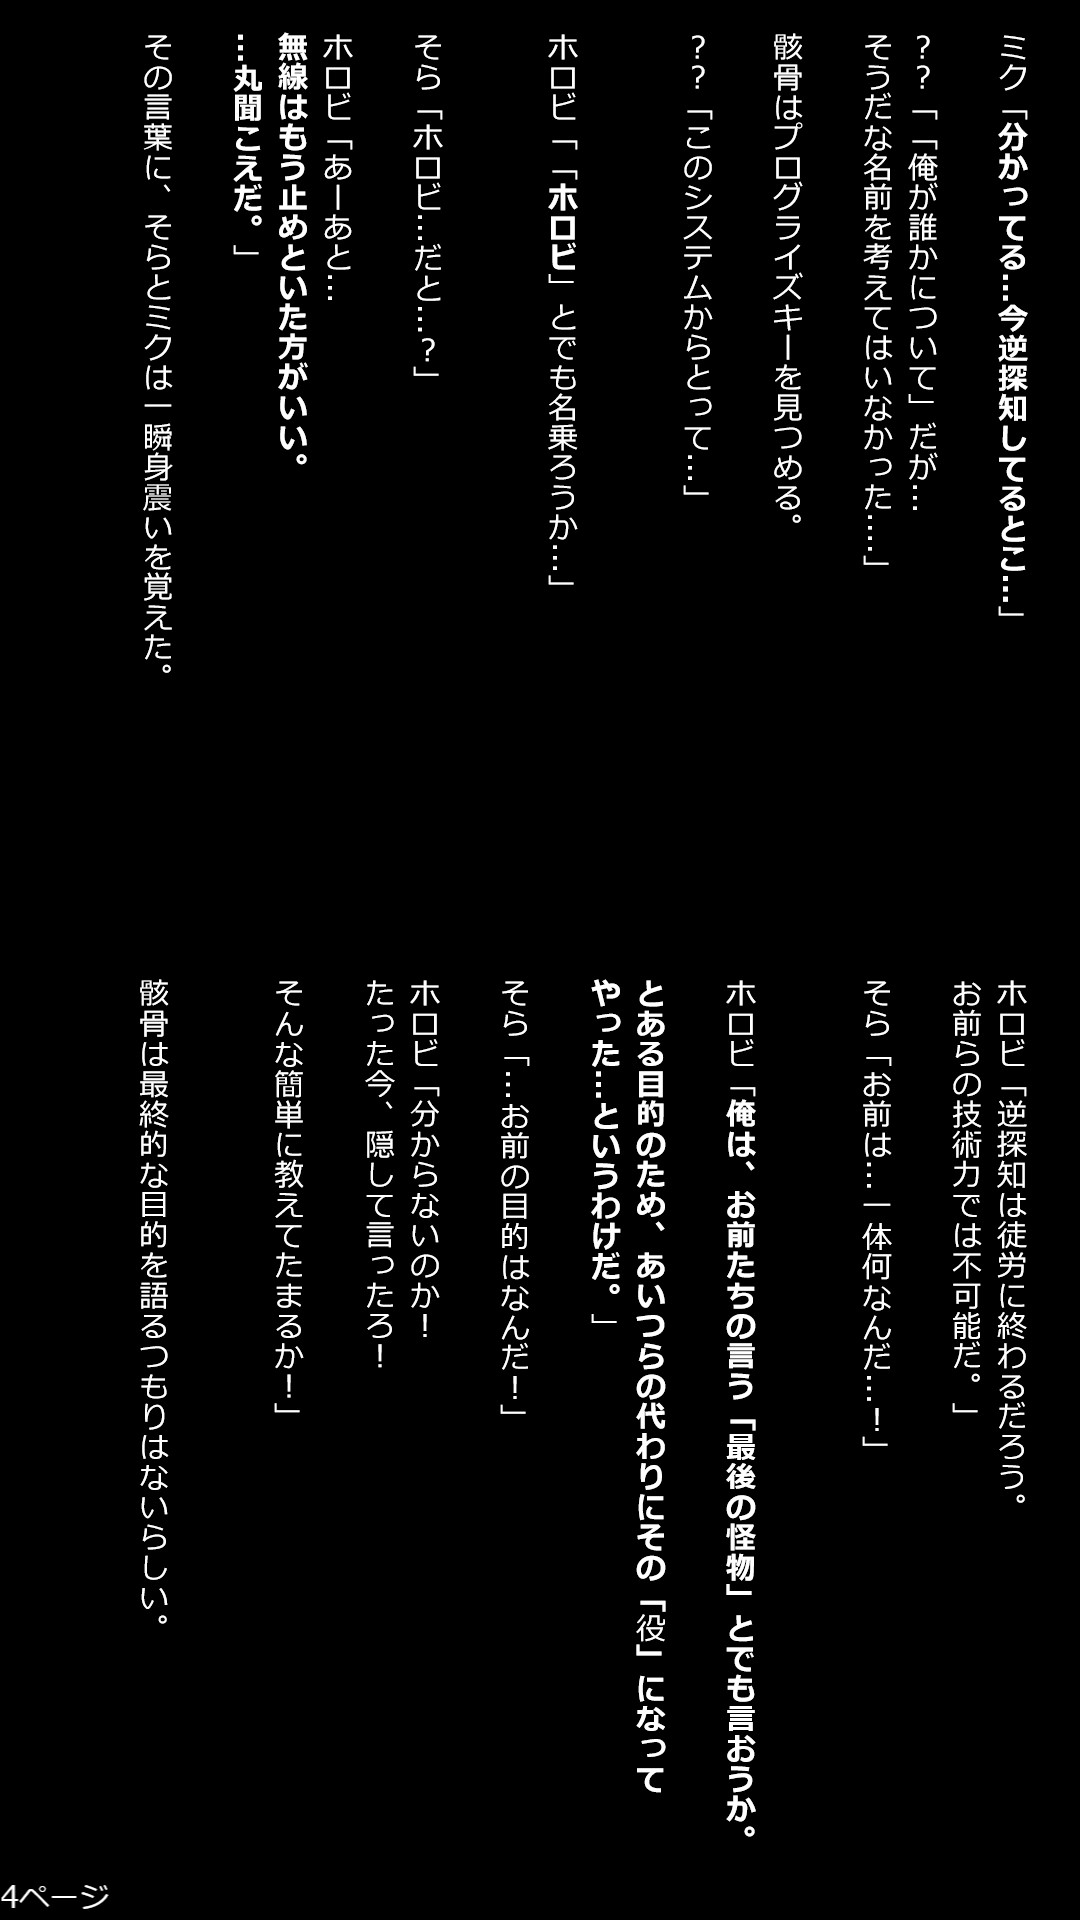 ミク「分かってる…今逆探知してるとこ…」
？？「「俺が誰かについて」だが…
そうだな名前を考えてはいなかった……」
骸骨はプログライズキーを見つめる。
？？「このシステムからとって…」
ホロビ「「ホロビ」とでも名乗ろうか…」
そら「ホロビ…だと…？」
ホロビ「あーあと…
無線はもう止めといた方がいい。
…丸聞こえだ。」
その言葉に、そらとミクは一瞬身震いを覚えた。
ホロビ「逆探知は徒労に終わるだろう。
お前らの技術力では不可能だ。」
そら「お前は…一体何なんだ…！」
ホロビ「俺は、お前たちの言う「最後の怪物」とでも言おうか。
とある目的のため、あいつらの代わりにその「役」になって
やった…というわけだ。」
そら「…お前の目的はなんだ！」
ホロビ「分からないのか！
たった今、隠して言ったろ！
そんな簡単に教えてたまるか！」
骸骨は最終的な目的を語るつもりはないらしい。
4ページ